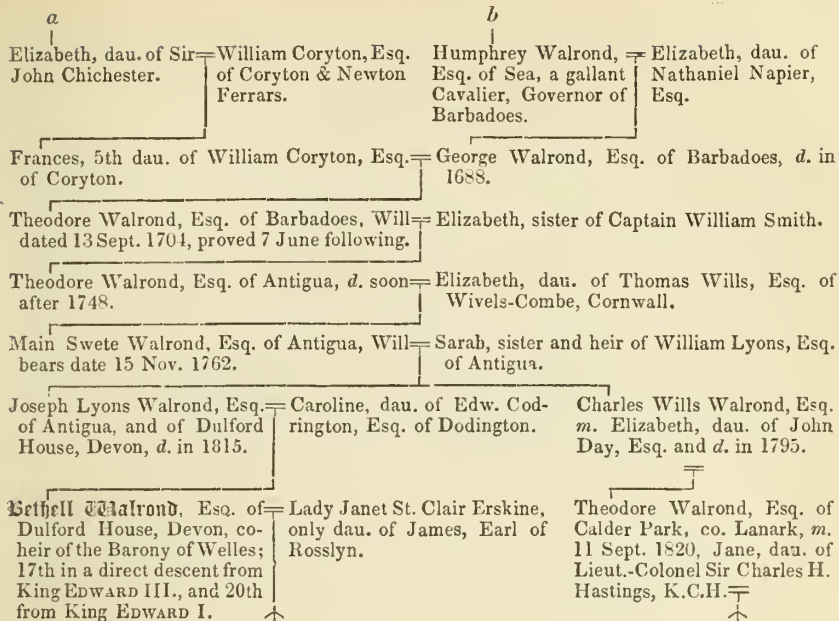 a
b
Elizabeth, dau. of Sir
John Chichester.
William Coryton, Esq.
of Coryton & Newton
Ferrars.
Humphrey Walrond,
Esq. of Sea, a gallant
Cavalier, Governor of
Barbadoes.
Elizabeth, dau. of
Nathaniel Napier,
Esq.
Frances, 5th dau. of William Coryton, Esq.
of Coryton.
George Walrond, Esq. of Barbadoes, d. in
1688.
Theodore Walrond, Esq. of Barbadoes, Will
dated 13 Sept. 1704, proved 7 June following.
Elizabeth, sister of Captain William Smith.
Theodore Walrond, Esq. of Antigua, d. soon
after 1748.
Elizabeth, dau. of Thomas Wills, Esq. of
Wivels-Combe, Cornwall.
Main Swete Walrond, Esq. of Antigua, Will
bears date 15 Nov. 1762.
Sarah, sister and heir of William Lyons, Esq.
of Antigua.
Joseph Lyons Walrond, Esq.
of Antigua, and of Dulford
House, Devon, d. in 1815.
Caroline, dau. of Edw. Cod-
rington, Esq. of Dodington.
Charles Wills Walrond, Esq.
m. Elizabeth, dau. of John
Day, Esq. and d. in 1795.
Bethell Walrond, Esq. of
Dulford House, Devon, co-
heir of the Barony of Welles;
17th in a direct descent from
King EDWARD III., and 20th
from King EDWARD I.
Lady Janet St. Clair Erskine,
only dau. of James, Earl of
Rosslyn.
Theodore Walrond, Esq. of
Calder Park, co. Lanark, m.
11 Sept. 1820, Jane, dau. of
Lieut.-Colonel Sir Charles H.
Hastings, K.C.H.